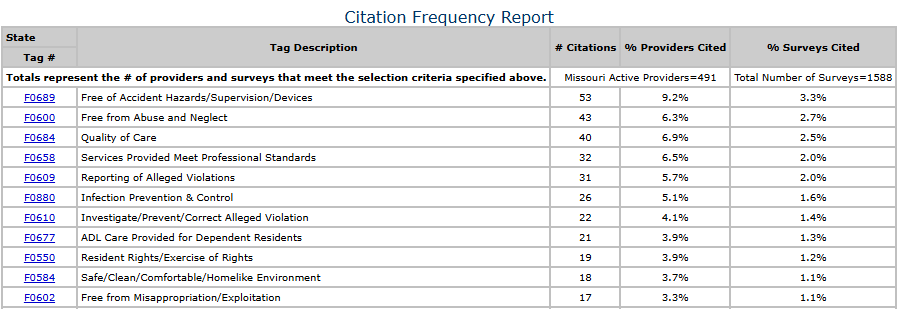 Citation Frequency Report
State
Tag # Tag Description # Citations % Providers Cited % Surveys Cited
Totals represent the # of providers and surveys that meet the selection criteria specified above. Missouri Active Providers=491 Total Number of Surveys=1588
F0689 Free of Accident Hazards/Supervision/Devices 53 9.2% 3.3%
F0600 Free from Abuse and Neglect 43 6.3% 2.7%
F0684 Quality of Care 40 6.9% 2.5%
F0658 Services Provided Meet Professional Standards 32 6.5% 2.0%
F0609 Reporting of Alleged Violations 31 5.7% 2.0%
F0880 Infection Prevention & Control 26 5.1% 1.6%
F0610 Investigate/Prevent/Correct Alleged Violation 22 4.1% 1.4%
F0677 ADL Care Provided for Dependent Residents 21 3.9% 1.3%
F0550 Resident Rights/Exercise of Rights 19 3.9% 1.2%
F0584 Safe/Clean/Comfortable/Homelike Environment 18 3.7% 1.1%
F0602 Free from Misappropriation/Exploitation 17 3.3% 1.1%